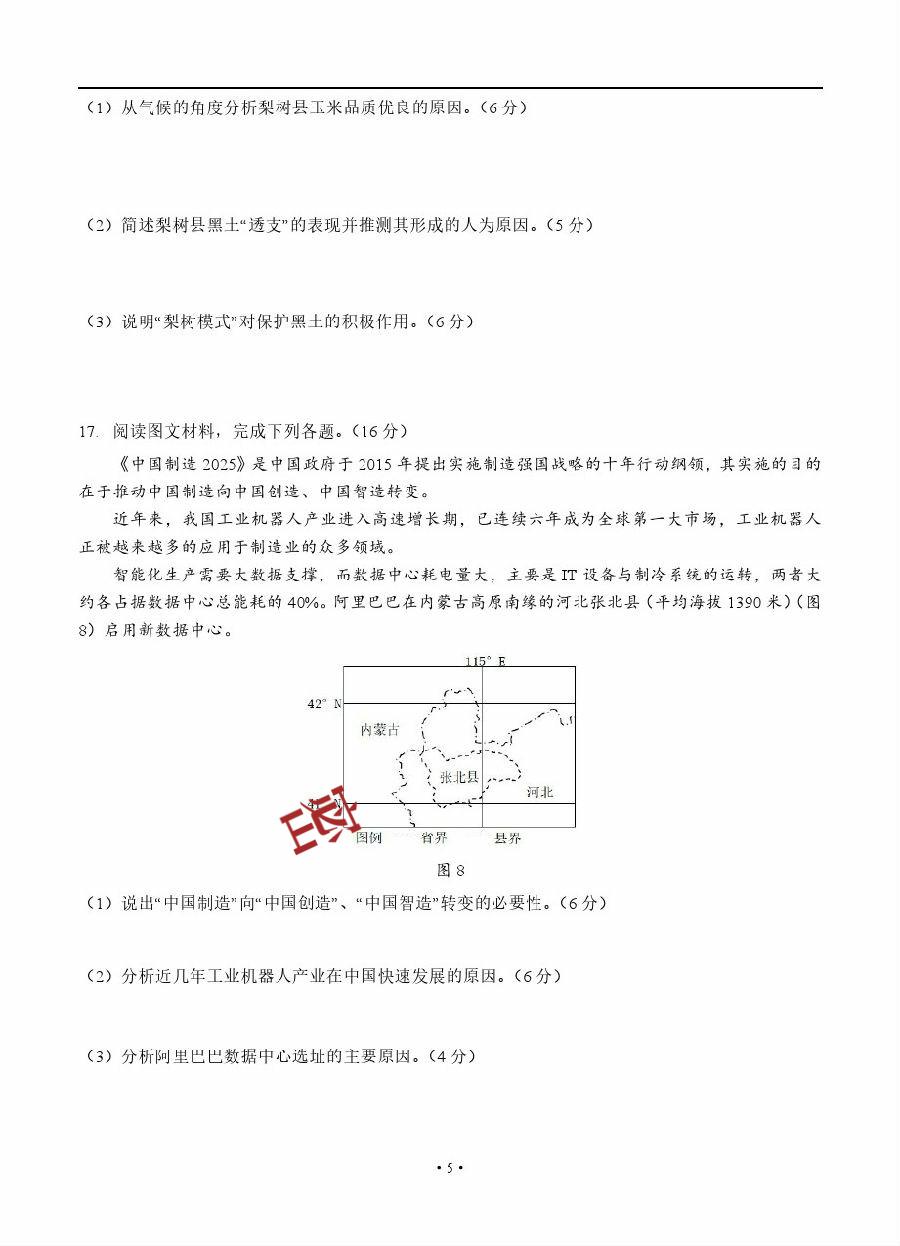 （1）从气候的角度分析梨树县玉米品质优良的原因。（6分）
（2）简述梨树县黑土“透支”的表现并推测其形成的人为原因。（5分）
（3）说明“梨树模式”对保护黑土的积极作用。（6分）
17. 阅读图文材料，完成下列各题。（16分）
《中国制造2025》是中国政府于2015年提出实施制造强国战略的十年行动纲领，其实施的目的
在于推动中国制造向中国创造、中国智造转变。
近年来，我国工业机器人产业进入高速增长期，已连续六年成为全球第一大市场，工业机器人
正被越来越多的应用于制造业的众多领域。
智能化生产需要大数据支撑，而数据中心耗电量大，主要是IT设备与制冷系统的运转，两者大
约各占据数据中心总能耗的40%。阿里巴巴在内蒙古高原南缘的河北张北县（平均海拔1390米）（图
8）启用新数据中心。
115° E
42° N
内蒙古
张北县
河北
图例 省界 县界
图8
（1）说出“中国制造”向“中国创造”、“中国智造”转变的必要性。（6分）
（2）分析近几年工业机器人产业在中国快速发展的原因。（6分）
（3）分析阿里巴巴数据中心选址的主要原因。（4分）
·5·